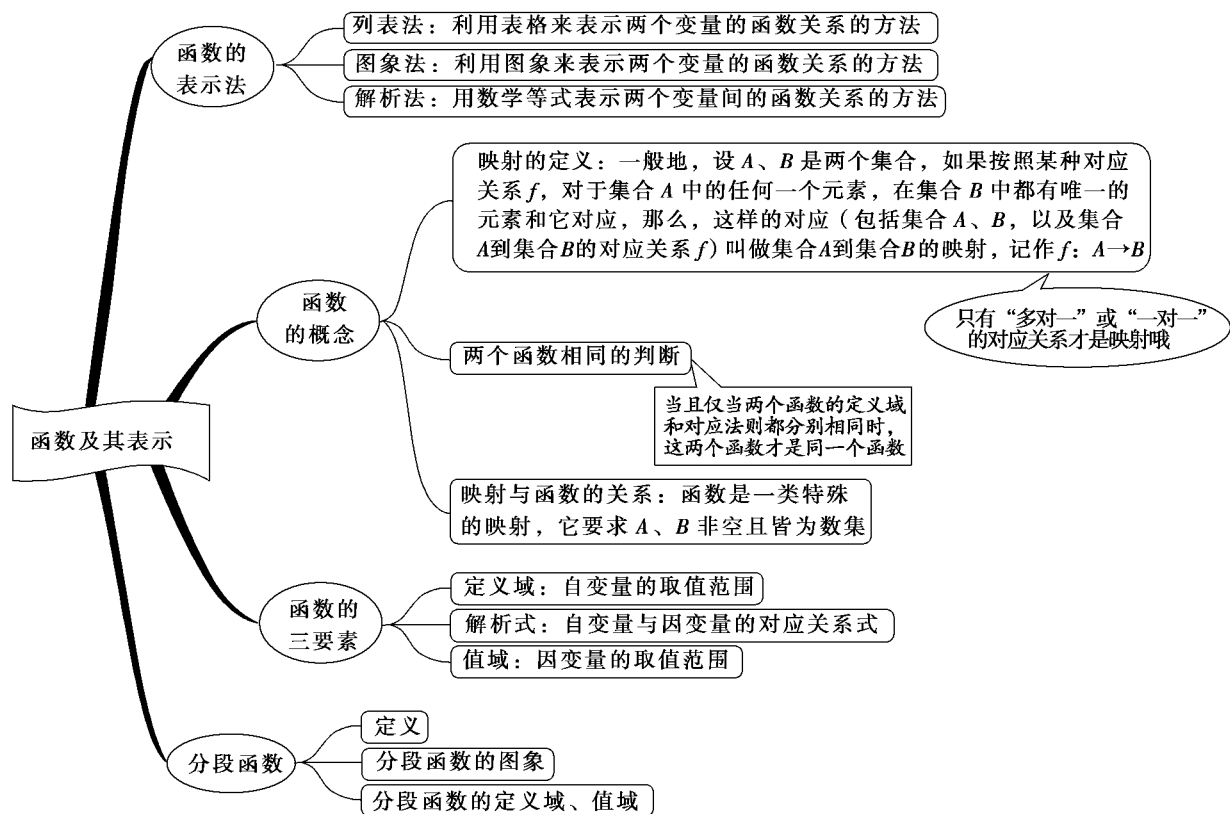 函数的
表示法
列表法：利用表格来表示两个变量的函数关系的方法
图象法：利用图象来表示两个变量的函数关系的方法
解析法：用数学等式表示两个变量间的函数关系的方法
映射的定义：一般地，设 A、B 是两个集合，如果按照某种对应
关系 f，对于集合 A 中的任何一个元素，在集合 B 中都有唯一的
元素和它对应，那么，这样的对应（包括集合 A、B，以及集合
A到集合B的对应关系 f）叫做集合A到集合B的映射，记作 f：A→B
只有“多对一”或“一对一”
的对应关系才是映射哦
函数
的概念
两个函数相同的判断
当且仅当两个函数的定义域
和对应法则都分别相同时，
这两个函数才是同一个函数
函数及其表示
映射与函数的关系：函数是一类特殊
的映射，它要求 A、B 非空且皆为数集
函数的
三要素
定义域：自变量的取值范围
解析式：自变量与因变量的对应关系式
值域：因变量的取值范围
分段函数
定义
分段函数的图象
分段函数的定义域、值域